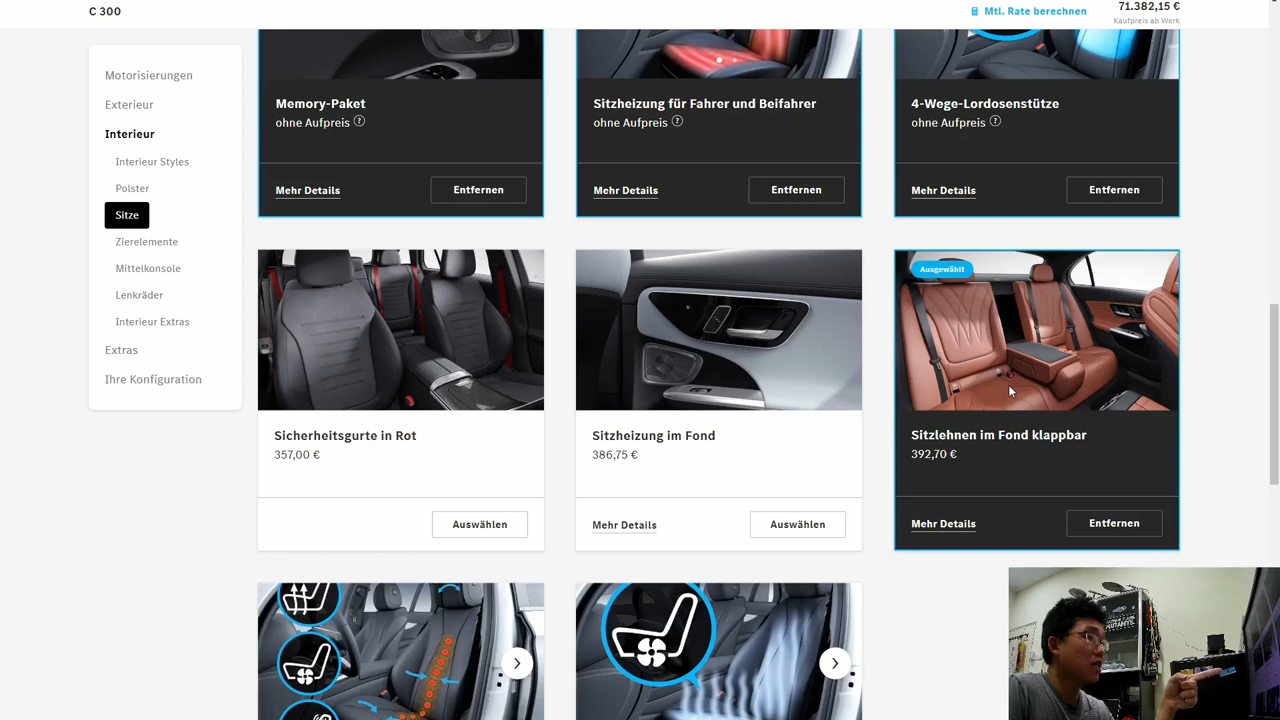 C 300
Mtl. Rate berechnen
71.382,15 €
Kaufpreis ab Werk
Motorisierungen
Exterieur
Interieur
Interieur Styles
Polster
Sitze
Zierelemente
Mittelkonsole
Lenkräder
Interieur Extras
Extras
Ihre Konfiguration
Memory-Paket
ohne Aufpreis ?
Mehr Details
Entfernen
Sitzheizung für Fahrer und Beifahrer
ohne Aufpreis ?
Mehr Details
Entfernen
4-Wege-Lordosenstütze
ohne Aufpreis ?
Mehr Details
Entfernen
Sicherheitsgurte in Rot
357,00 €
Auswählen
Sitzheizung im Fond
386,75 €
Mehr Details
Auswählen
Ausgewählt
Sitzlehnen im Fond klappbar
392,70 €
Mehr Details
Entfernen